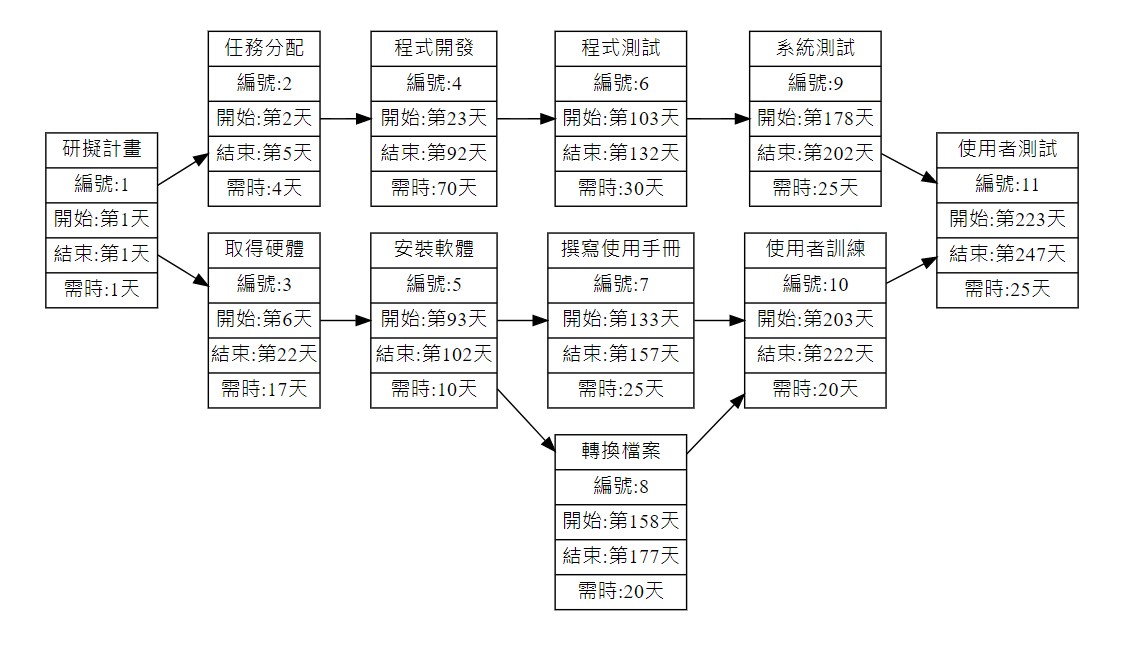 研擬計畫
編號:1
開始:第1天
結束:第1天
需時:1天
任務分配
編號:2
開始:第2天
結束:第5天
需時:4天
取得硬體
編號:3
開始:第6天
結束:第22天
需時:17天
程式開發
編號:4
開始:第23天
結束:第92天
需時:70天
安裝軟體
編號:5
開始:第93天
結束:第102天
需時:10天
程式測試
編號:6
開始:第103天
結束:第132天
需時:30天
撰寫使用手冊
編號:7
開始:第133天
結束:第157天
需時:25天
轉換檔案
編號:8
開始:第158天
結束:第177天
需時:20天
系統測試
編號:9
開始:第178天
結束:第202天
需時:25天
使用者訓練
編號:10
開始:第203天
結束:第222天
需時:20天
使用者測試
編號:11
開始:第223天
結束:第247天
需時:25天